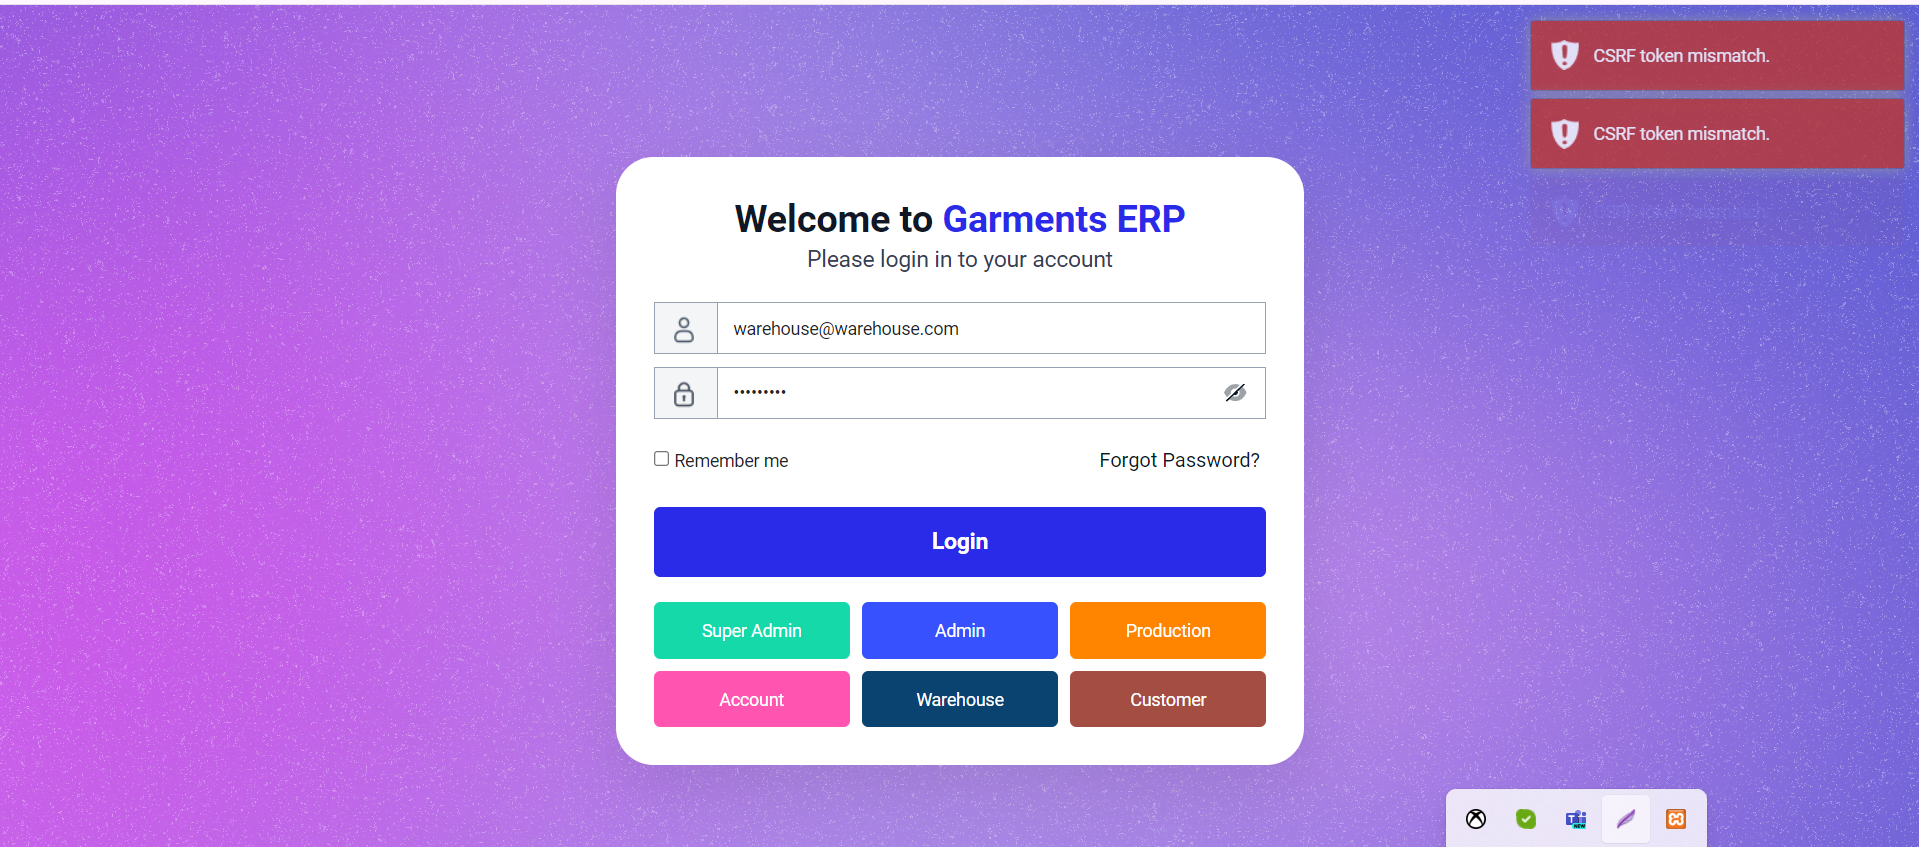 CSRF token mismatch.
CSRF token mismatch.
Welcome to Garments ERP
Please login in to your account
warehouse@warehouse.com
•••••••••
Remember me
Forgot Password?
Login
Super Admin
Admin
Production
Account
Warehouse
Customer
NEW